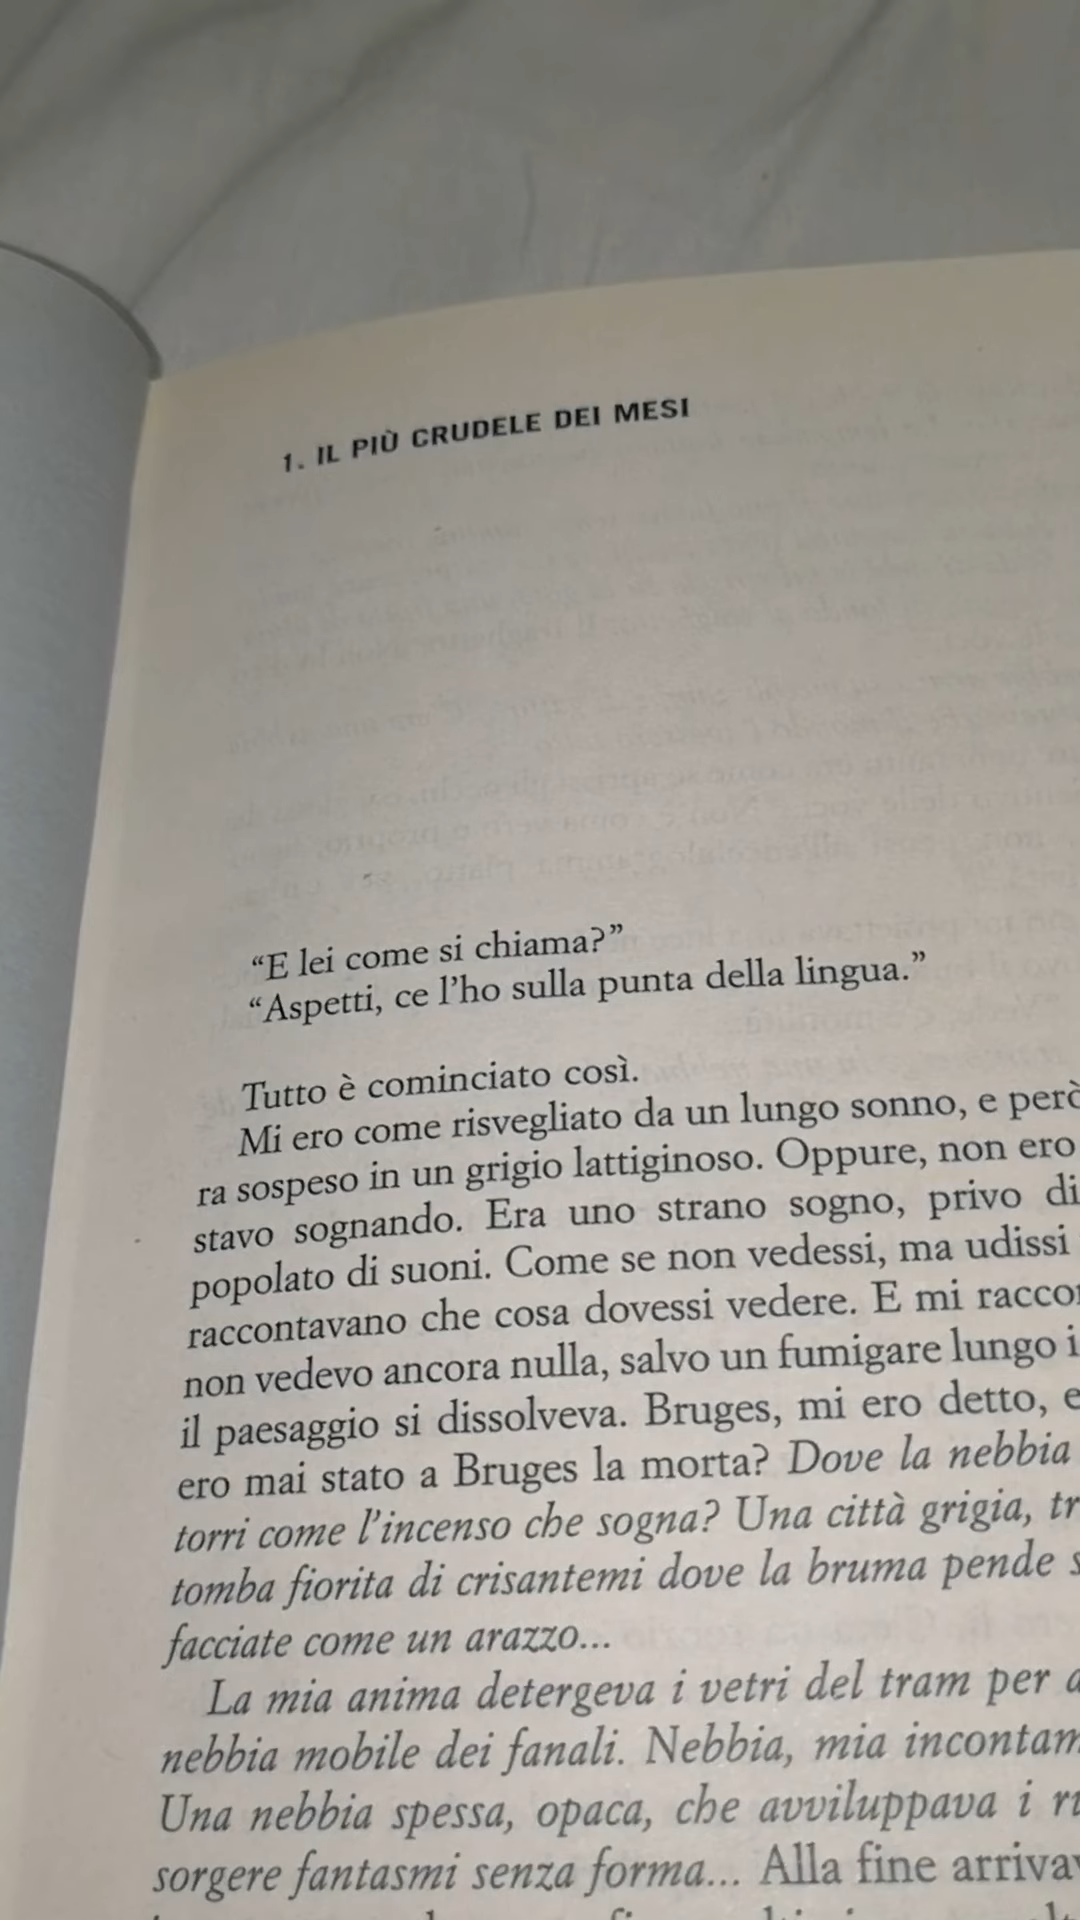 1. IL PIÙ CRUDELE DEI MESI
“E lei come si chiama?”
“Aspetti, ce l’ho sulla punta della lingua.”
Tutto è cominciato così.
Mi ero come risvegliato da un lungo sonno, e però
ra sospeso in un grigio lattiginoso. Oppure, non ero
stavo sognando. Era uno strano sogno, privo di
popolato di suoni. Come se non vedessi, ma udissi
raccontavano che cosa dovessi vedere. E mi raccon
non vedevo ancora nulla, salvo un fumigare lungo i
il paesaggio si dissolveva. Bruges, mi ero detto, e
ero mai stato a Bruges la morta? Dove la nebbia
torri come l’incenso che sogna? Una città grigia, tr
tomba fiorita di crisantemi dove la bruma pende s
facciate come un arazzo...
La mia anima detergeva i vetri del tram per a
nebbia mobile dei fanali. Nebbia, mia incontam
Una nebbia spessa, opaca, che avviluppava i ru
sorgere fantasmi senza forma... Alla fine arrivav